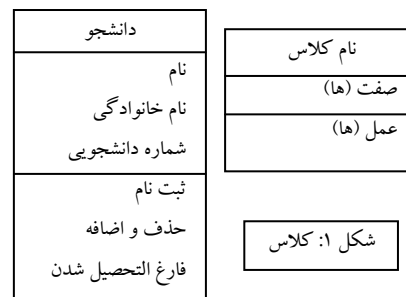 دانشجو
نام
نام خانوادگی
شماره دانشجویی
ثبت نام
حذف و اضافه
فارغ التحصیل شدن
نام کلاس
صفت (ها)
عمل (ها)
شکل ۱: کلاس